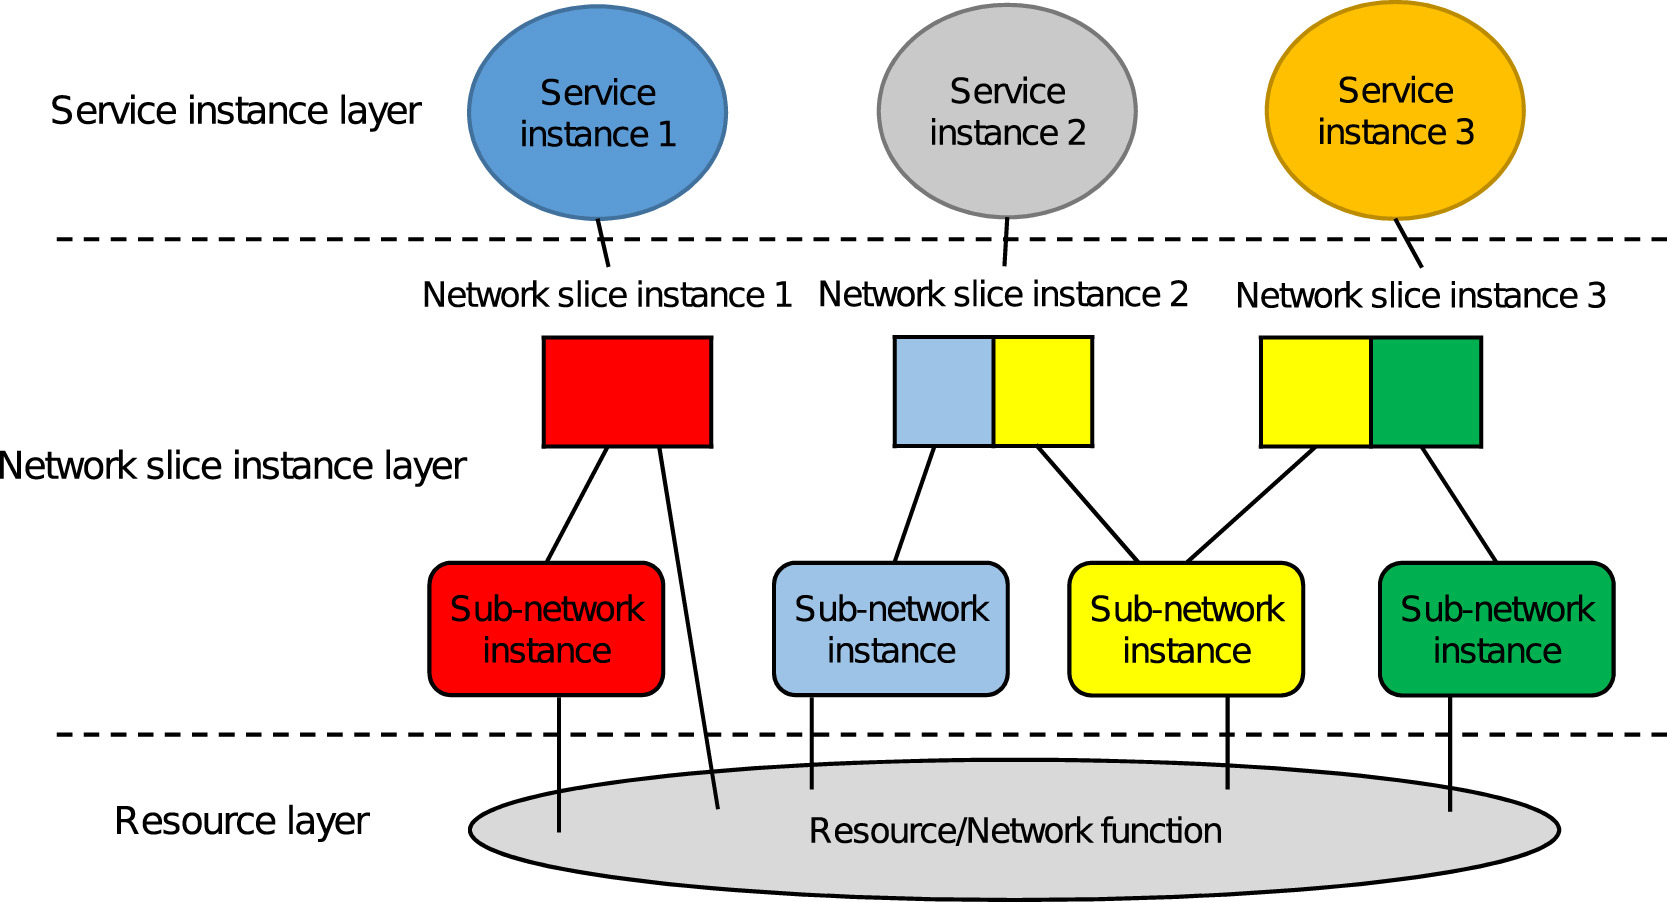 Service instance layer
Service
instance 1
Service
instance 2
Service
instance 3
Network slice instance 1
Network slice instance 2
Network slice instance 3
Network slice instance layer
Sub-network
instance
Sub-network
instance
Sub-network
instance
Sub-network
instance
Resource layer
Resource/Network function